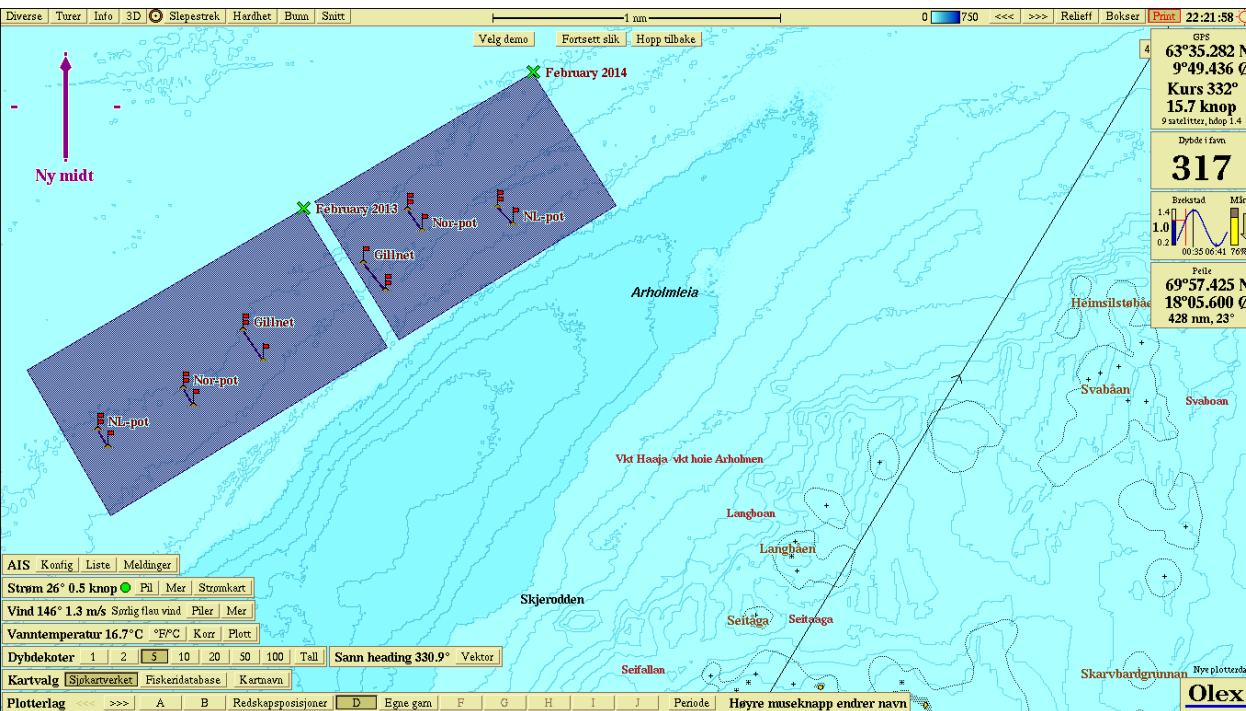 Diverse Turer Info 3D Slepestrek Hardhet Bunn Snitt
1 nm
0 750 <<< >>> Relieff Bokser Print 22:21:58
Velg demo Fortsett slik Hopp tilbake
GPS
63°35.282 N
9°49.436
Kurs 332°
15.7 knop
9 satelitter, hdop 1.4
4
Dybde i favn
317
Brekstad
1.4
1.0
0.2
00:35 06:41 76%
Peile
69°57.425 N
18°05.600
428 nm, 23°
Ny midt
February 2014
February 2013
Nor-pot
NL-pot
Gillnet
Gillnet
Nor-pot
NL-pot
Arholmleia
Svabåan
Svaboan
Vkt Haaja vkt hoie Arholmen
Langboan
Langbåen
Skjerodden
Seitaga
Seitaaga
Seifallan
Skarvbardgrunnan
AIS Konfig Liste Meldinger
Strøm 26° 0.5 knop Pil Mer Strømkart
Vind 146° 1.3 m/s Sørlig flau vind Piler Mer
Vanntemperatur 16.7°C °F/°C Korr Plott
Dybdekoter 1 2 5 10 20 50 100 Tall Sann heading 330.9° Vektor
Kartvalg Sjøkartverket Fiskeridatabase Kartnavn
Plotterlag <<< >>> A B Redskapsposisjoner D Egne garn F G H I J Periode Høyre museknapp endrer navn
Nye plotterda
Olex